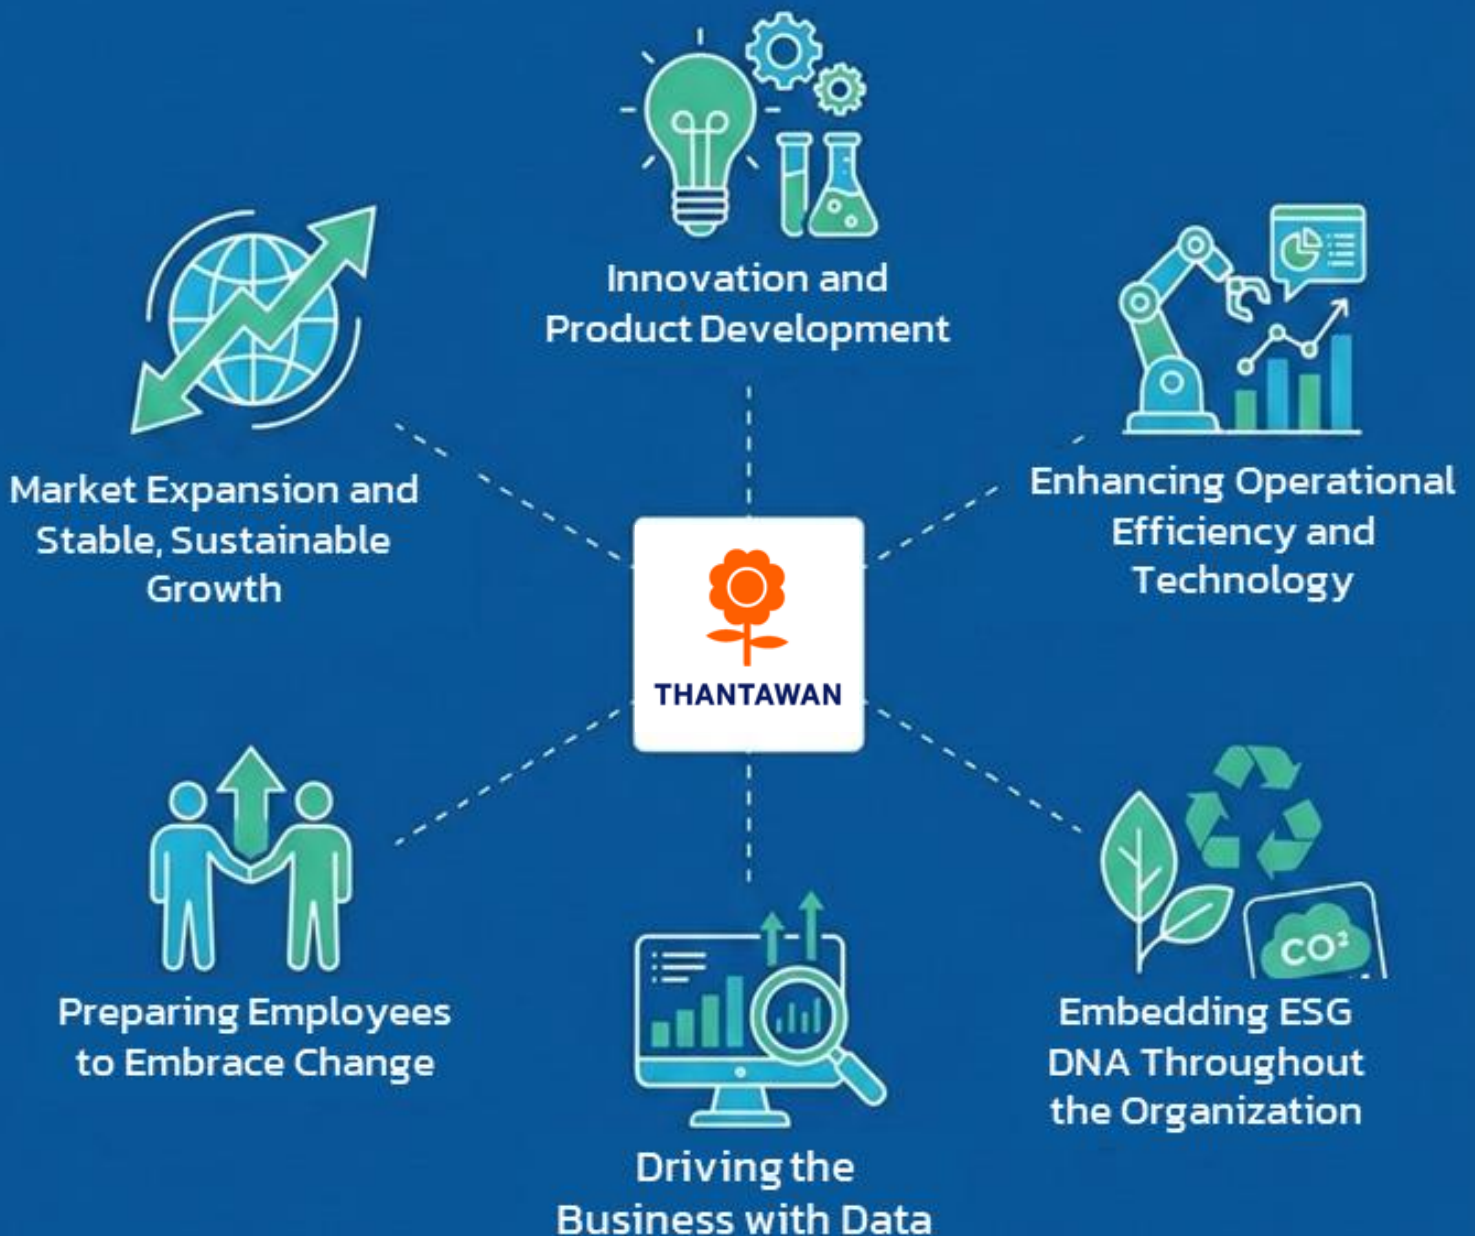 Innovation and
Product Development
Market Expansion and
Stable, Sustainable
Growth
Enhancing Operational
Efficiency and
Technology
THANTAWAN
Preparing Employees
to Embrace Change
CO²
Embedding ESG
DNA Throughout
the Organization
Driving the
Business with Data